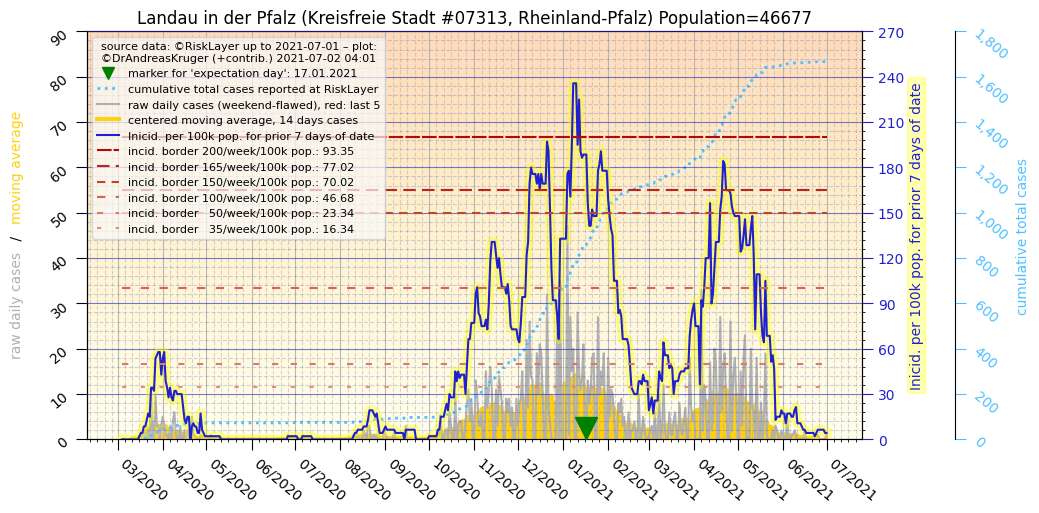 Landau in der Pfalz (Kreisfreie Stadt #07313, Rheinland-Pfalz) Population=46677
source data: ©RiskLayer up to 2021-07-01 – plot:
©DrAndreasKruger (+contrib.) 2021-07-02 04:01
marker for 'expectation day': 17.01.2021
cumulative total cases reported at RiskLayer
raw daily cases (weekend-flawed), red: last 5
centered moving average, 14 days cases
Inicid. per 100k pop. for prior 7 days of date
incid. border 200/week/100k pop.: 93.35
incid. border 165/week/100k pop.: 77.02
incid. border 150/week/100k pop.: 70.02
incid. border 100/week/100k pop.: 46.68
incid. border 50/week/100k pop.: 23.34
incid. border 35/week/100k pop.: 16.34
raw daily cases / moving average
90
80
70
60
50
40
30
20
10
0
270
240
210
180
150
120
90
60
30
0
Inicid. per 100k pop. for prior 7 days of date
1,800
1,600
1,400
1,200
1,000
800
600
400
200
0
cumulative total cases
03/2020
04/2020
05/2020
06/2020
07/2020
08/2020
09/2020
10/2020
11/2020
12/2020
01/2021
02/2021
03/2021
04/2021
05/2021
06/2021
07/2021